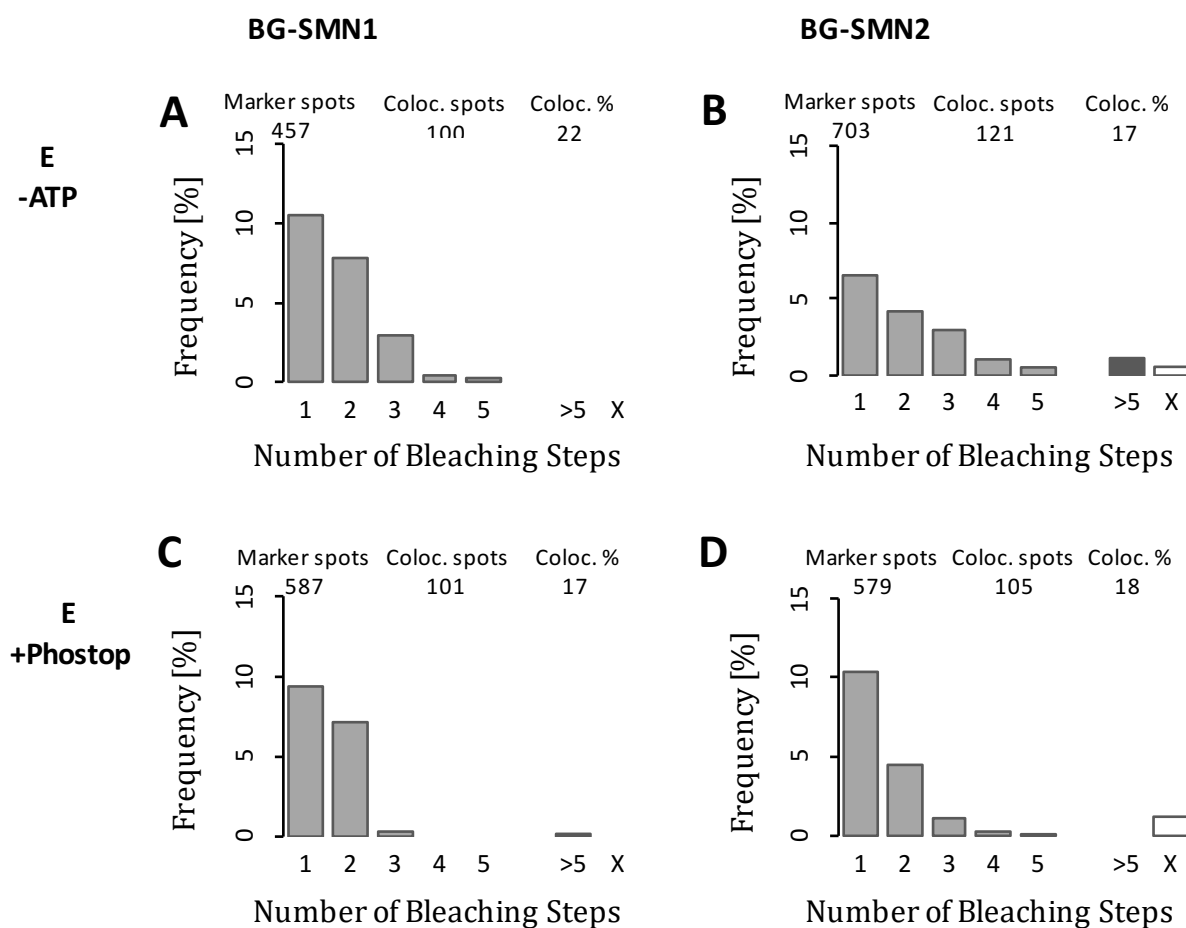 BG-SMN1 BG-SMN2
A Marker spots Coloc. spots Coloc. %
457 100 22
B Marker spots Coloc. spots Coloc. %
703 121 17
E
-ATP
Frequency [%]
15
10
5
0
1 2 3 4 5 >5 X
Number of Bleaching Steps
Frequency [%]
15
10
5
0
1 2 3 4 5 >5 X
Number of Bleaching Steps
C Marker spots Coloc. spots Coloc. %
587 101 17
D Marker spots Coloc. spots Coloc. %
579 105 18
E
+Phostop
Frequency [%]
15
10
5
0
1 2 3 4 5 >5 X
Number of Bleaching Steps
Frequency [%]
15
10
5
0
1 2 3 4 5 >5 X
Number of Bleaching Steps